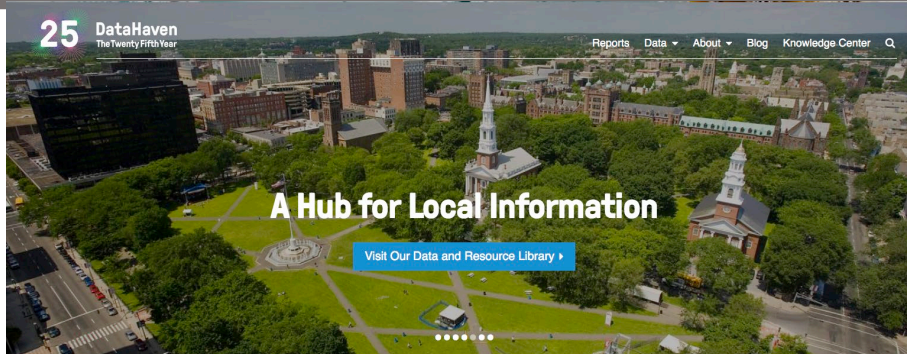 25
DataHaven
The Twenty Fifth Year
Reports Data About Blog Knowledge Center
A Hub for Local Information
Visit Our Data and Resource Library